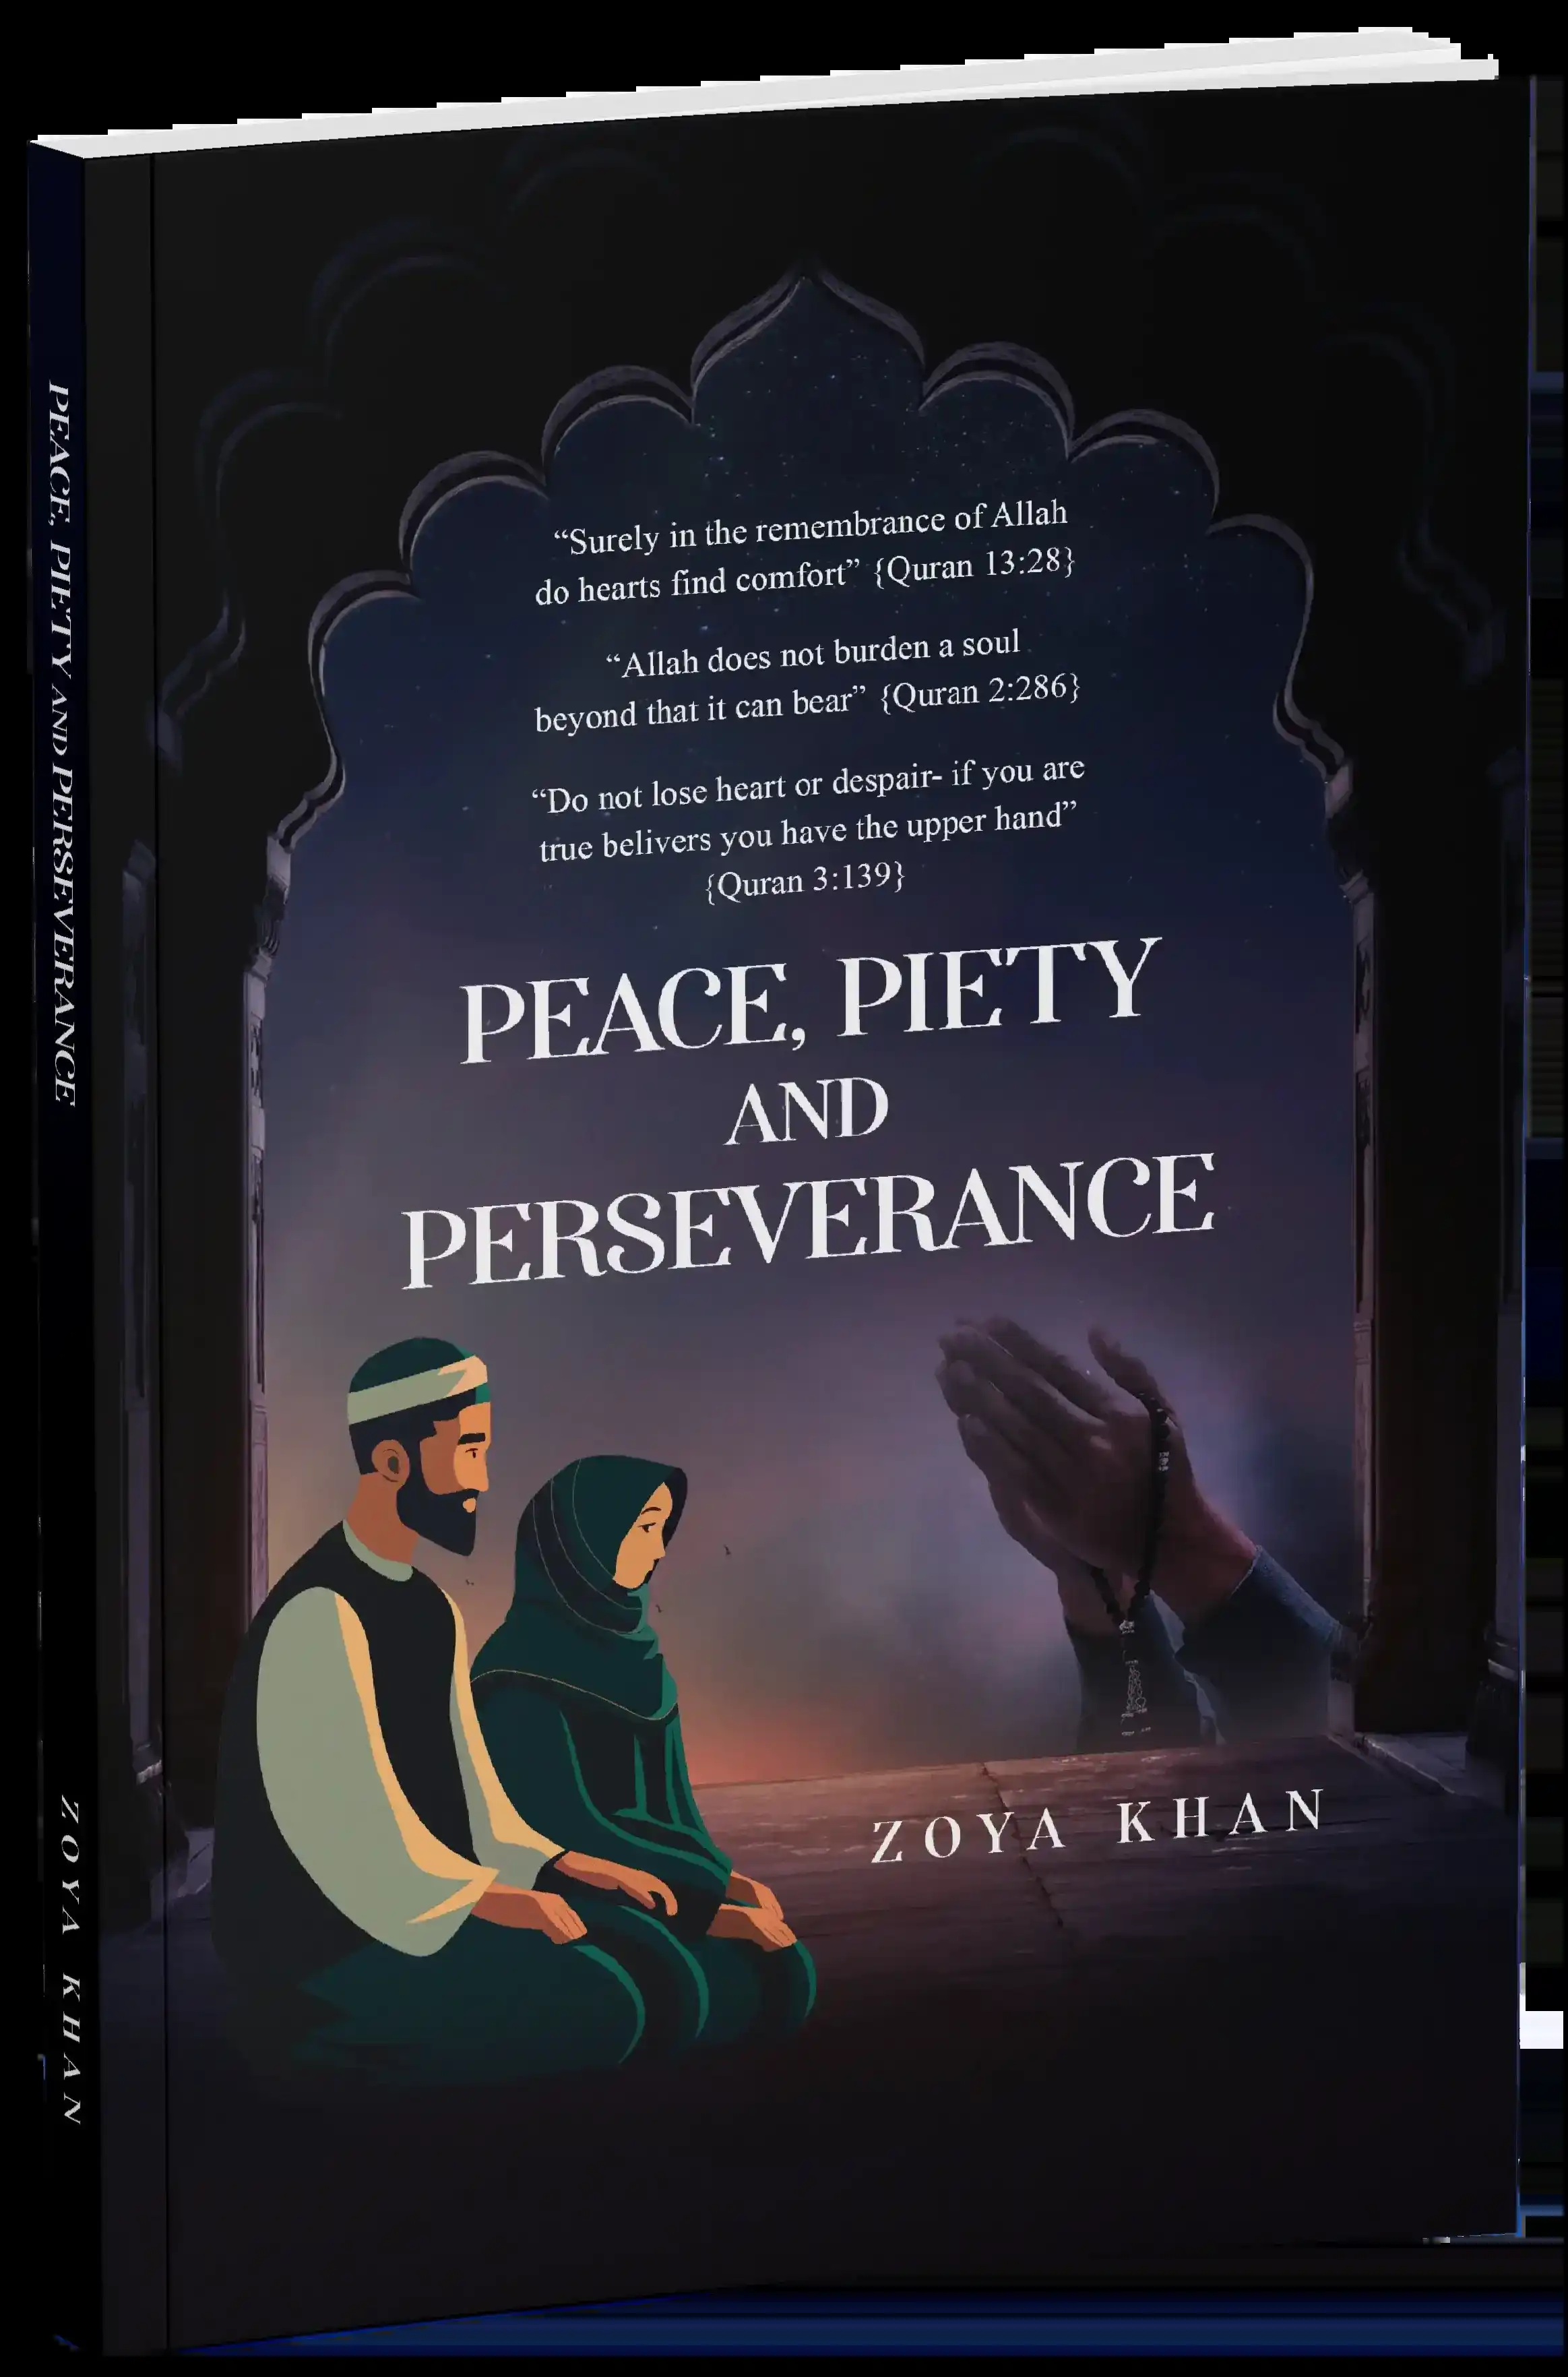 “Surely in the remembrance of Allah
do hearts find comfort” {Quran 13:28}
“Allah does not burden a soul
beyond that it can bear” {Quran 2:286}
“Do not lose heart or despair- if you are
true belivers you have the upper hand”
{Quran 3:139}
PEACE, PIETY
AND
PERSEVERANCE
ZOYA KHAN
PEACE, PIETY AND PERSEVERANCE
ZOYA KHAN